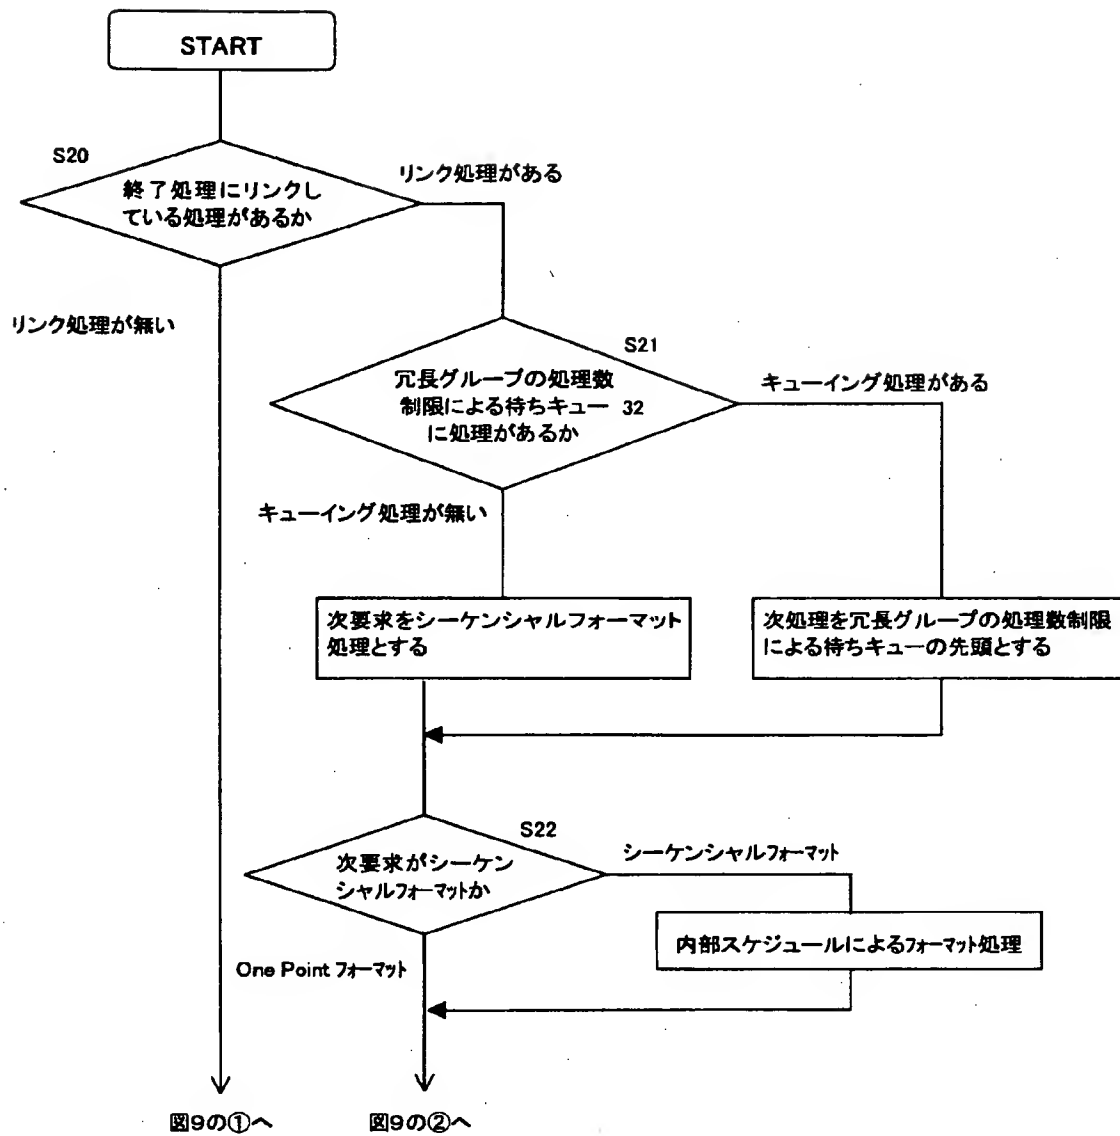 START
S20
終了処理にリンクし
ている処理があるか
リンク処理がある
リンク処理が無い
S21
冗長グループの処理数
制限による待ちキュー 32
に処理があるか
キューイング処理がある
キューイング処理が無い
次要求をシーケンシャルフォーマット
処理とする
次処理を冗長グループの処理数制限
による待ちキューの先頭とする
S22
次要求がシーケン
シャルフォーマットか
シーケンシャルフォーマット
内部スケジュールによるフォーマット処理
One Point フォーマット
図9の①へ
図9の②へ